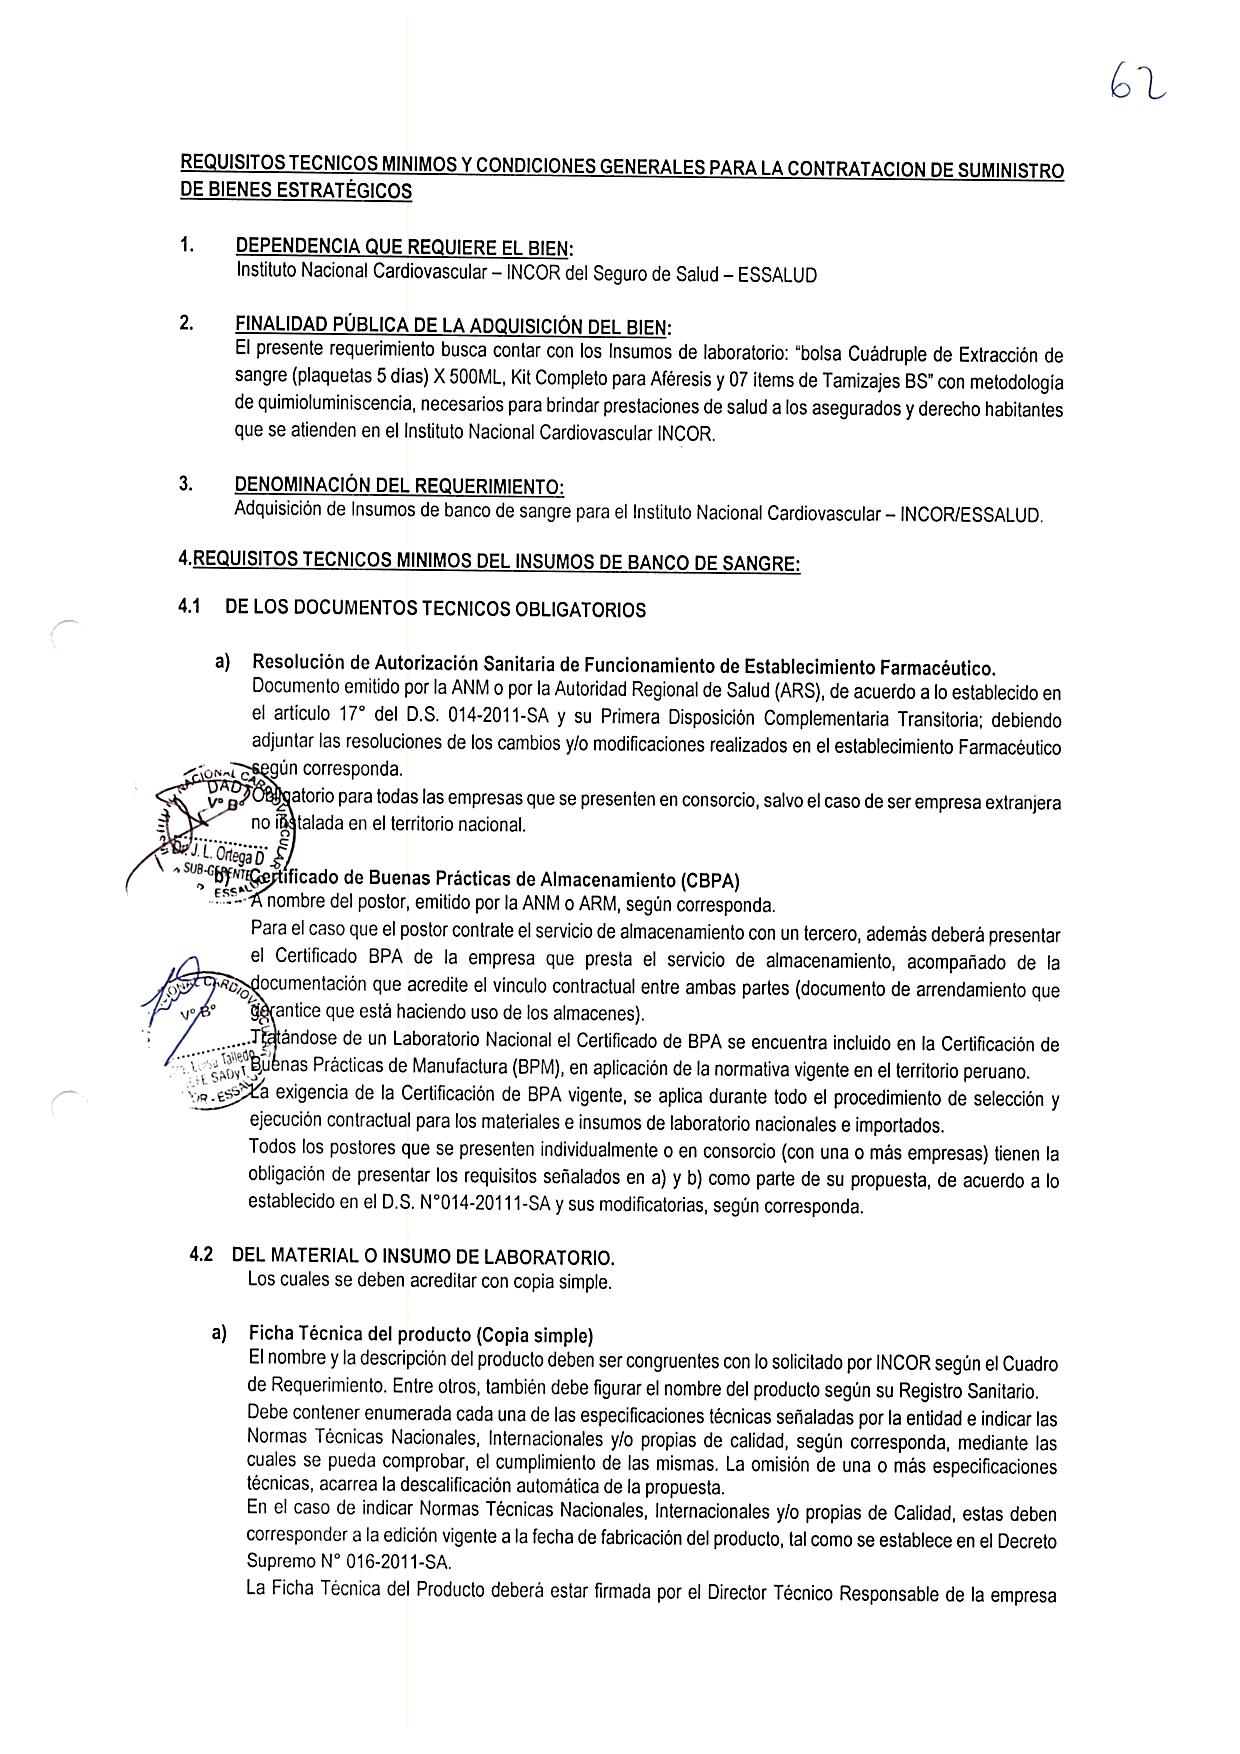 62
REQUISITOS TECNICOS MINIMOS Y CONDICIONES GENERALES PARA LA CONTRATACION DE SUMINISTRO
DE BIENES ESTRATÉGICOS
1. DEPENDENCIA QUE REQUIERE EL BIEN:
Instituto Nacional Cardiovascular – INCOR del Seguro de Salud – ESSALUD
2. FINALIDAD PÚBLICA DE LA ADQUISICIÓN DEL BIEN:
El presente requerimiento busca contar con los Insumos de laboratorio: “bolsa Cuádruple de Extracción de
sangre (plaquetas 5 días) X 500ML, Kit Completo para Aféresis y 07 ítems de Tamizajes BS” con metodología
de quimioluminiscencia, necesarios para brindar prestaciones de salud a los asegurados y derecho habitantes
que se atienden en el Instituto Nacional Cardiovascular INCOR.
3. DENOMINACIÓN DEL REQUERIMIENTO:
Adquisición de Insumos de banco de sangre para el Instituto Nacional Cardiovascular – INCOR/ESSALUD.
4.REQUISITOS TECNICOS MINIMOS DEL INSUMOS DE BANCO DE SANGRE:
4.1 DE LOS DOCUMENTOS TECNICOS OBLIGATORIOS
a) Resolución de Autorización Sanitaria de Funcionamiento de Establecimiento Farmacéutico.
Documento emitido por la ANM o por la Autoridad Regional de Salud (ARS), de acuerdo a lo establecido en
el artículo 17° del D.S. 014-2011-SA y su Primera Disposición Complementaria Transitoria; debiendo
adjuntar las resoluciones de los cambios y/o modificaciones realizados en el establecimiento Farmacéutico
según corresponda.
Obligatorio para todas las empresas que se presenten en consorcio, salvo el caso de ser empresa extranjera
no instalada en el territorio nacional.
NACIONAL CARDIOVASCULAR
DADT
V° B°
Dr. J. L. Ortega D
SUB-GERENTE
ESSALUD
b) Certificado de Buenas Prácticas de Almacenamiento (CBPA)
A nombre del postor, emitido por la ANM o ARM, según corresponda.
Para el caso que el postor contrate el servicio de almacenamiento con un tercero, además deberá presentar
el Certificado BPA de la empresa que presta el servicio de almacenamiento, acompañado de la
documentación que acredite el vínculo contractual entre ambas partes (documento de arrendamiento que
garantice que está haciendo uso de los almacenes).
Tratándose de un Laboratorio Nacional el Certificado de BPA se encuentra incluido en la Certificación de
Buenas Prácticas de Manufactura (BPM), en aplicación de la normativa vigente en el territorio peruano.
La exigencia de la Certificación de BPA vigente, se aplica durante todo el procedimiento de selección y
ejecución contractual para los materiales e insumos de laboratorio nacionales e importados.
Todos los postores que se presenten individualmente o en consorcio (con una o más empresas) tienen la
obligación de presentar los requisitos señalados en a) y b) como parte de su propuesta, de acuerdo a lo
establecido en el D.S. N°014-20111-SA y sus modificatorias, según corresponda.
V° B°
SADyT
4.2 DEL MATERIAL O INSUMO DE LABORATORIO.
Los cuales se deben acreditar con copia simple.
a) Ficha Técnica del producto (Copia simple)
El nombre y la descripción del producto deben ser congruentes con lo solicitado por INCOR según el Cuadro
de Requerimiento. Entre otros, también debe figurar el nombre del producto según su Registro Sanitario.
Debe contener enumerada cada una de las especificaciones técnicas señaladas por la entidad e indicar las
Normas Técnicas Nacionales, Internacionales y/o propias de calidad, según corresponda, mediante las
cuales se pueda comprobar, el cumplimiento de las mismas. La omisión de una o más especificaciones
técnicas, acarrea la descalificación automática de la propuesta.
En el caso de indicar Normas Técnicas Nacionales, Internacionales y/o propias de Calidad, estas deben
corresponder a la edición vigente a la fecha de fabricación del producto, tal como se establece en el Decreto
Supremo N° 016-2011-SA.
La Ficha Técnica del Producto deberá estar firmada por el Director Técnico Responsable de la empresa